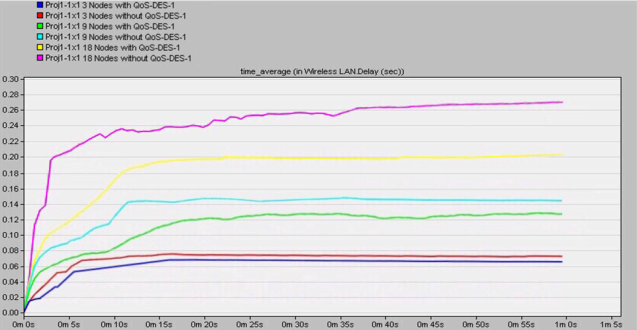 Proj1-1x1 3 Nodes with QoS-DES-1
Proj1-1x1 3 Nodes without QoS-DES-1
Proj1-1x1 9 Nodes with QoS-DES-1
Proj1-1x1 9 Nodes without QoS-DES-1
Proj1-1x1 18 Nodes with QoS-DES-1
Proj1-1x1 18 Nodes without QoS-DES-1
time_average (in Wireless LAN.Delay (sec))
0.30
0.28
0.26
0.24
0.22
0.20
0.18
0.16
0.14
0.12
0.10
0.08
0.06
0.04
0.02
0.00
0m 0s 0m 5s 0m 10s 0m 15s 0m 20s 0m 25s 0m 30s 0m 35s 0m 40s 0m 45s 0m 50s 0m 55s 1m 0s 1m 5s